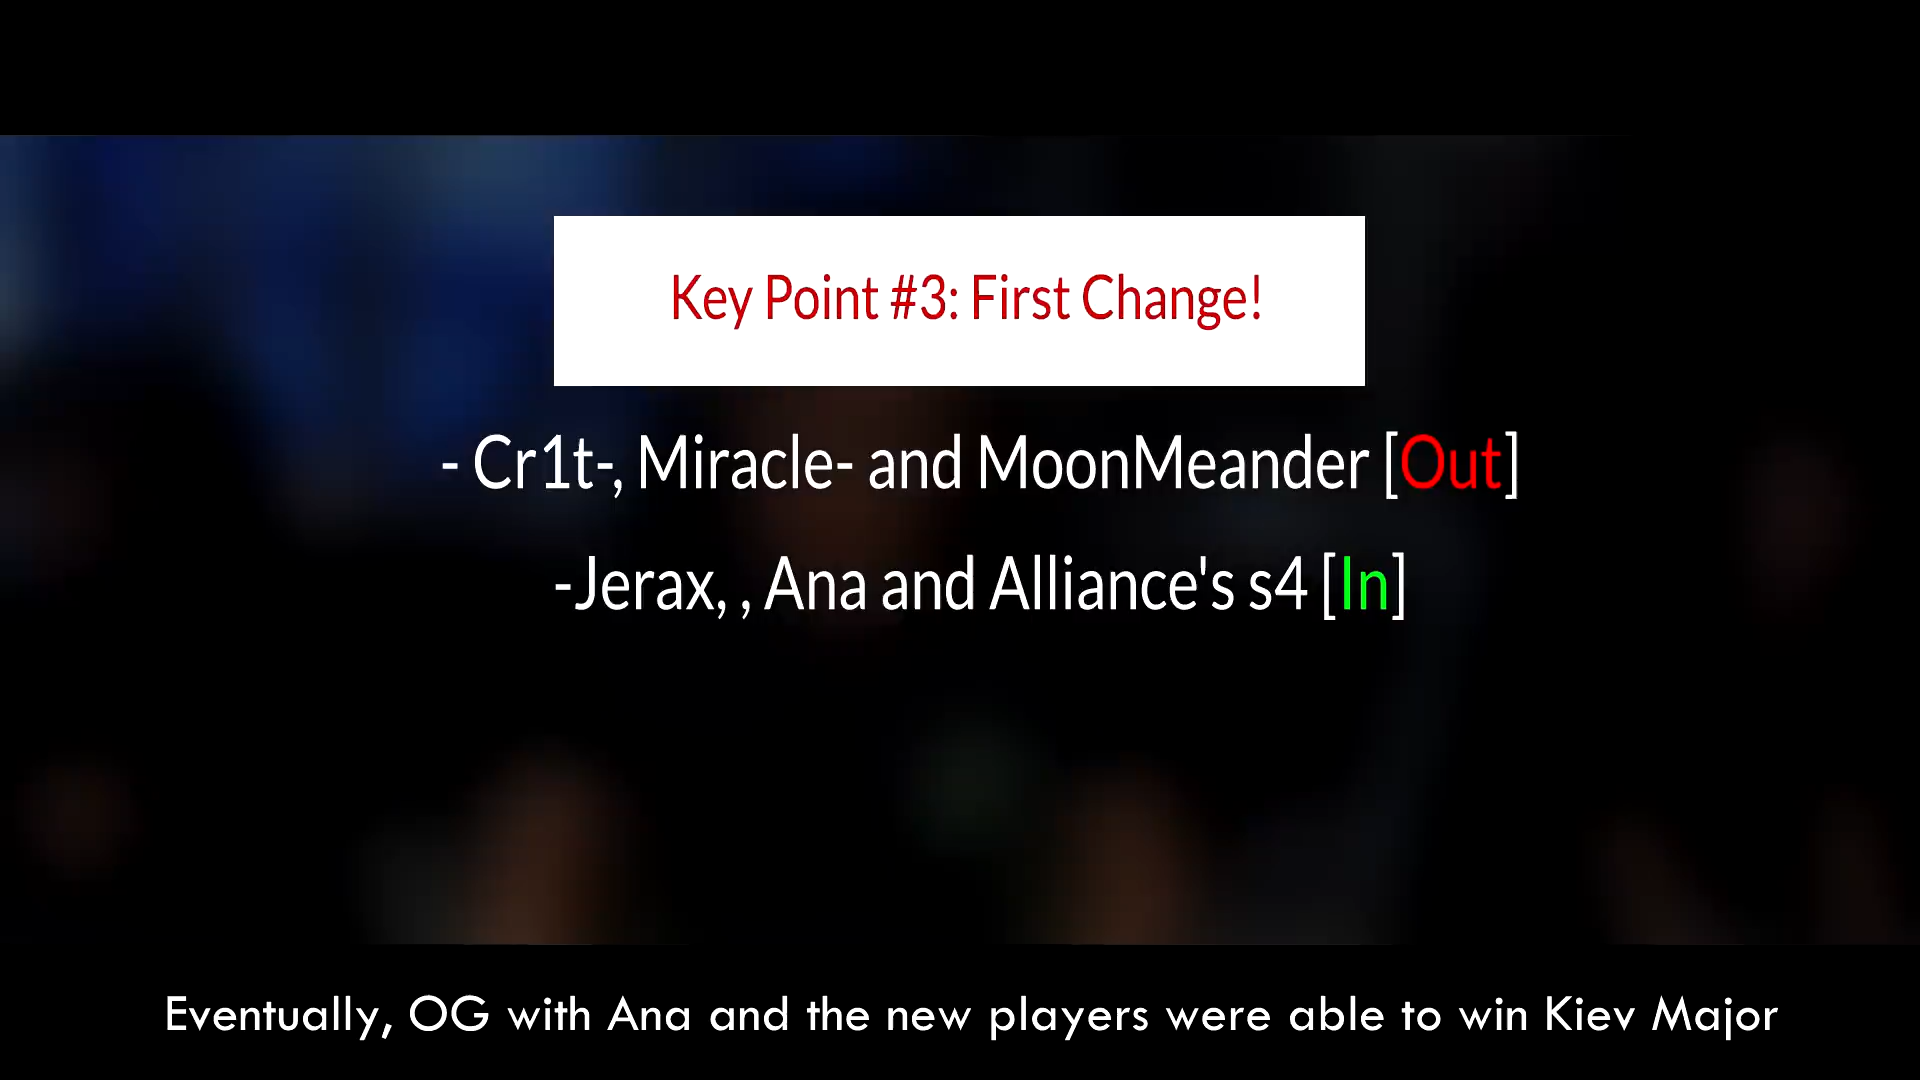 Key Point #3: First Change!
- Cr1t-, Miracle- and MoonMeander [Out]
-Jerax, , Ana and Alliance's s4 [In]
Eventually, OG with Ana and the new players were able to win Kiev Major